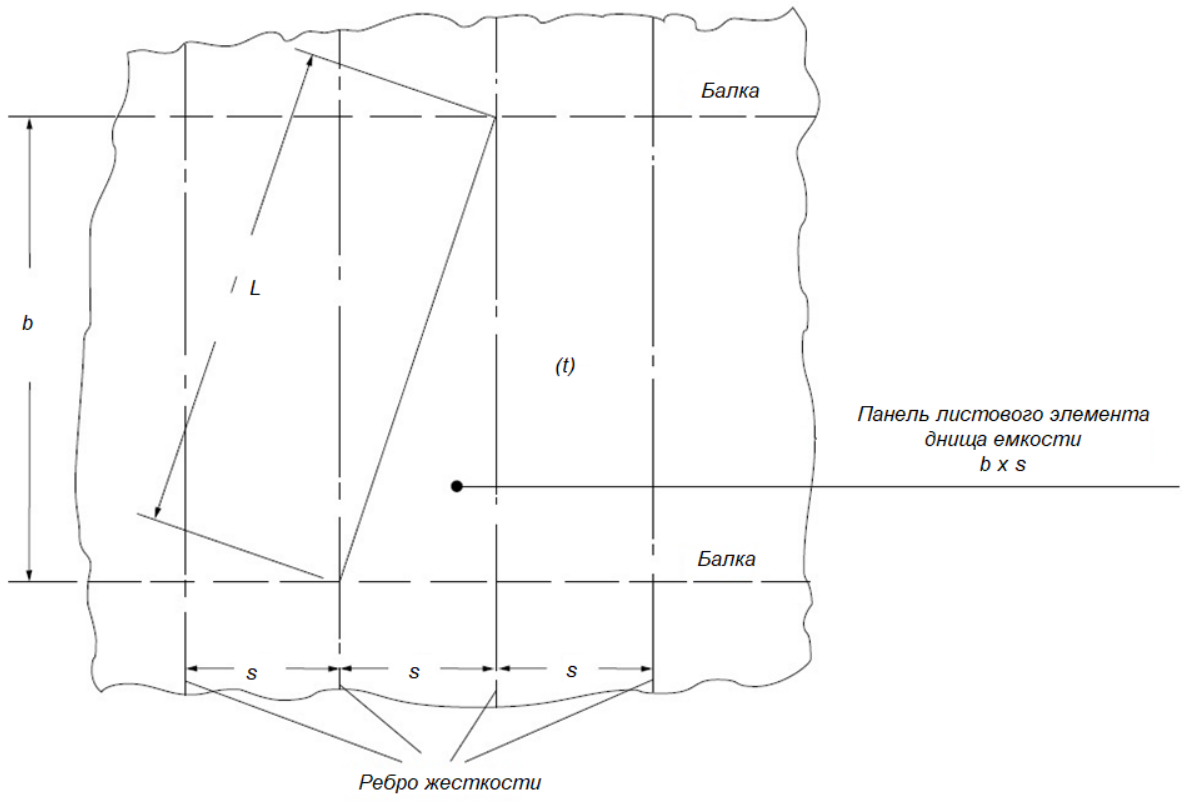 Балка
L
b
(t)
Панель листового элемента
днища емкости
b x s
Балка
s
s
s
Ребро жесткости